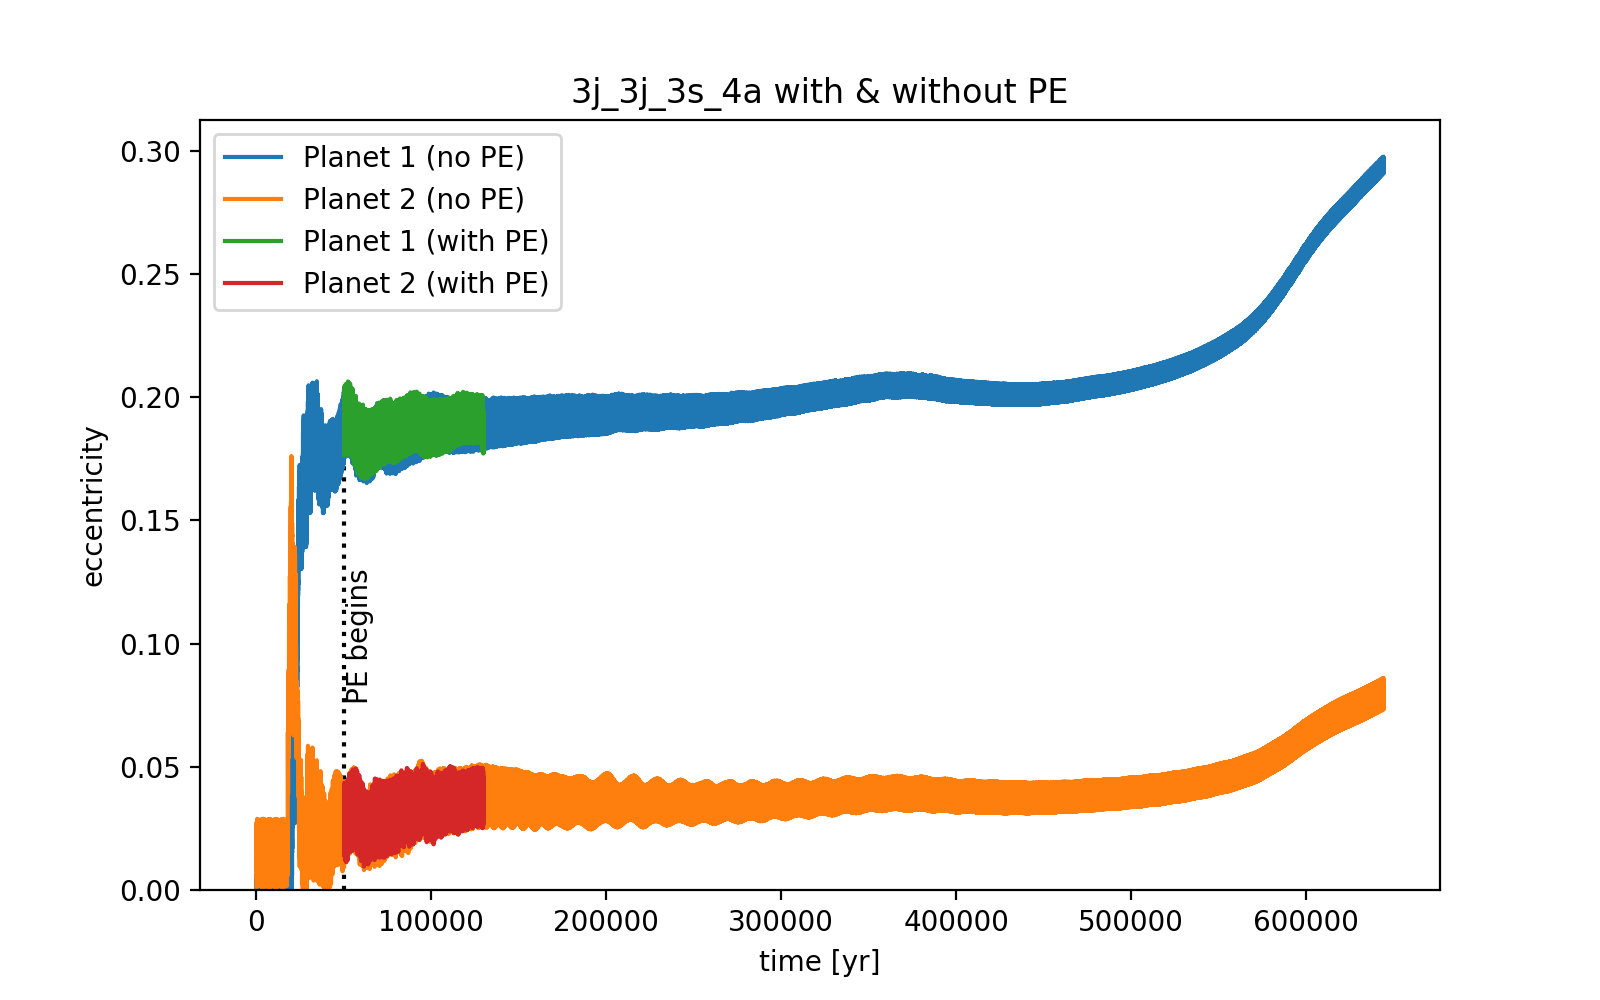 3j_3j_3s_4a with & without PE
Planet 1 (no PE)
Planet 2 (no PE)
Planet 1 (with PE)
Planet 2 (with PE)
0.30
0.25
0.20
0.15
0.10
0.05
0.00
eccentricity
PE begins
0 100000 200000 300000 400000 500000 600000
time [yr]